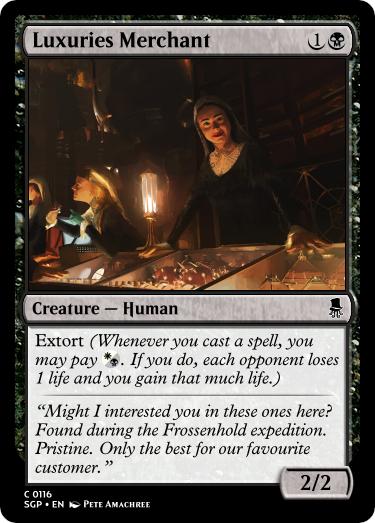 Luxuries Merchant 1
Creature — Human
Extort (Whenever you cast a spell, you
may pay . If you do, each opponent loses
1 life and you gain that much life.)
“Might I interested you in these ones here?
Found during the Frossenhold expedition.
Pristine. Only the best for our favourite
customer.”
2/2
C 0116
SGP • EN Pete Amachree